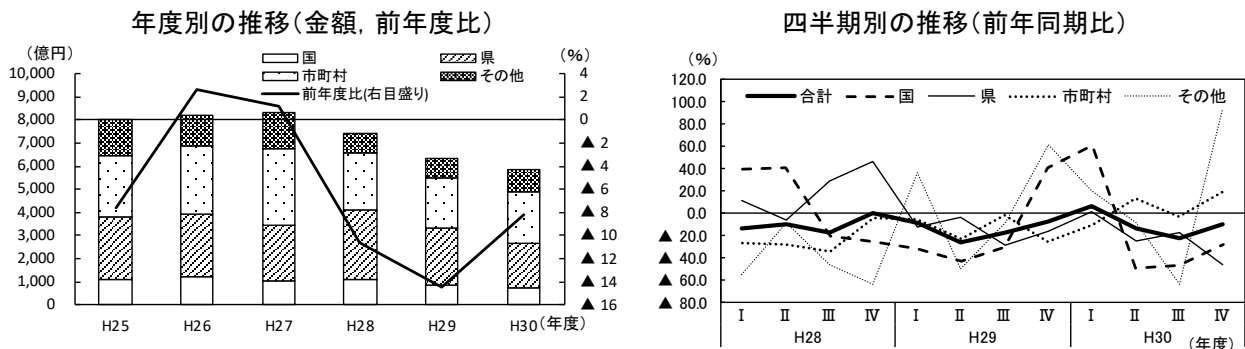 年度別の推移(金額，前年度比)
(億円)
(％)
国
県
市町村
その他
前年度比(右目盛り)
10,000
9,000
8,000
7,000
6,000
5,000
4,000
3,000
2,000
1,000
0
4
2
0
▲ 2
▲ 4
▲ 6
▲ 8
▲ 10
▲ 12
▲ 14
▲ 16
H25 H26 H27 H28 H29 H30 (年度)
四半期別の推移(前年同期比)
(％)
合計 国 県 市町村 その他
120.0
100.0
80.0
60.0
40.0
20.0
0.0
▲ 20.0
▲ 40.0
▲ 60.0
▲ 80.0
Ⅰ Ⅱ Ⅲ Ⅳ Ⅰ Ⅱ Ⅲ Ⅳ Ⅰ Ⅱ Ⅲ Ⅳ
H28 H29 H30 (年度)